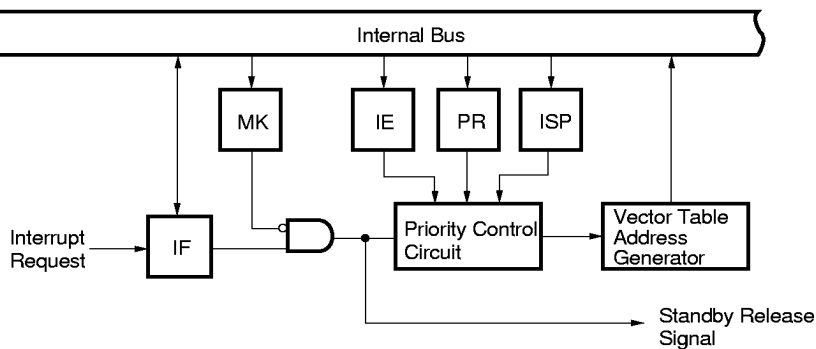 Internal Bus
MK
IE
PR
ISP
Interrupt
Request
IF
Priority Control
Circuit
Vector Table
Address
Generator
Standby Release
Signal